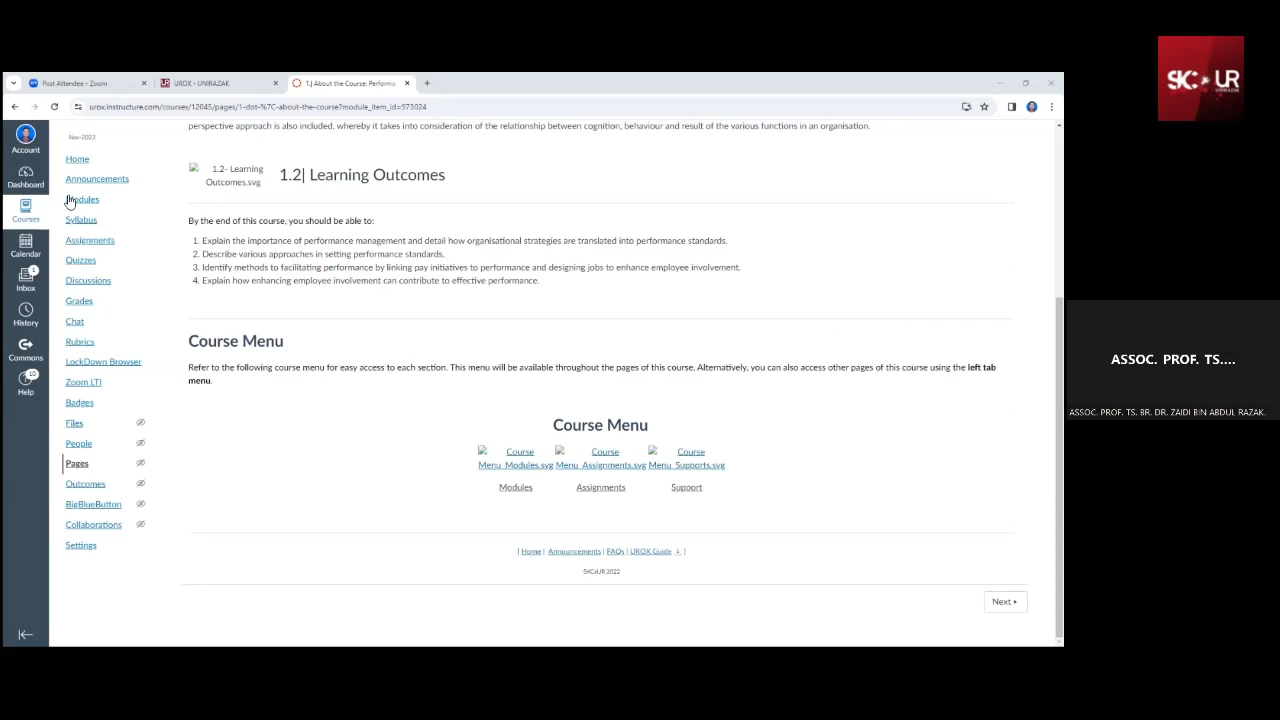 SKC UR
UNIRAZAK
Post Attendee - Zoom
UROX - UNIRAZAK
1.| About the Course: Performa
urox.instructure.com/courses/12045/pages/1-dot-%7C-about-the-course?module_item_id=973024
Account
Dashboard
Courses
Calendar
1
Inbox
History
Commons
10
Help
Nov-2023
Home
Announcements
Modules
Syllabus
Assignments
Quizzes
Discussions
Grades
Chat
Rubrics
LockDown Browser
Zoom LTI
Badges
Files
People
Pages
Outcomes
BigBlueButton
Collaborations
Settings
perspective approach is also included, whereby it takes into consideration of the relationship between cognition, behaviour and result of the various functions in an organisation.
1.2- Learning
Outcomes.svg
1.2| Learning Outcomes
By the end of this course, you should be able to:
1. Explain the importance of performance management and detail how organisational strategies are translated into performance standards.
2. Describe various approaches in setting performance standards.
3. Identify methods to facilitating performance by linking pay initiatives to performance and designing jobs to enhance employee involvement.
4. Explain how enhancing employee involvement can contribute to effective performance.
Course Menu
Refer to the following course menu for easy access to each section. This menu will be available throughout the pages of this course. Alternatively, you can also access other pages of this course using the left tab
menu.
Course Menu
Course
Menu_Modules.svg
Course
Menu_Assignments.svg
Course
Menu_Supports.svg
Modules
Assignments
Support
[ Home | Announcements | FAQs | UROX Guide ]
SKCxUR 2022
Next
ASSOC. PROF. TS....
ASSOC. PROF. TS. BR. DR. ZAIDI BIN ABDUL RAZAK.